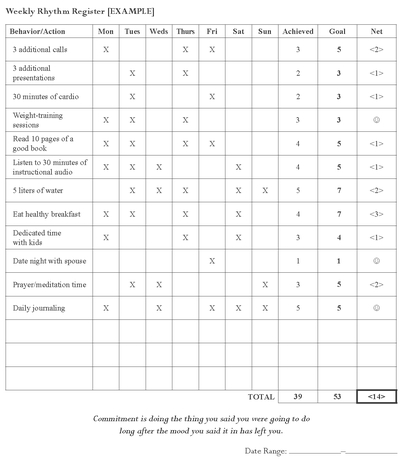 Weekly Rhythm Register [EXAMPLE]
Behavior/Action Mon Tues Weds Thurs Fri Sat Sun Achieved Goal Net
3 additional calls X X X 3 5 <2>
3 additional
presentations X X 2 3 <1>
30 minutes of cardio X X 2 3 <1>
Weight-training
sessions X X X 3 3 ☺
Read 10 pages of a
good book X X X X 4 5 <1>
Listen to 30 minutes of
instructional audio X X X X 4 5 <1>
5 liters of water X X X X X 5 7 <2>
Eat healthy breakfast X X X X 4 7 <3>
Dedicated time
with kids X X X 3 4 <1>
Date night with spouse X 1 1 ☺
Prayer/meditation time X X X 3 5 <2>
Daily journaling X X X X X 5 5 ☺
TOTAL 39 53 <14>
Commitment is doing the thing you said you were going to do
long after the mood you said it in has left you.
Date Range: –